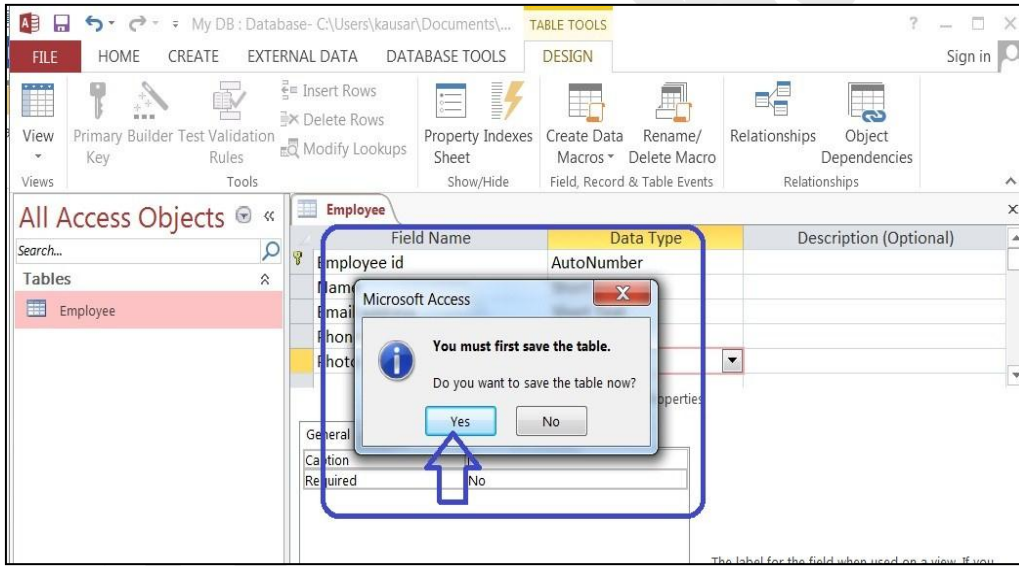 My DB : Database- C:\Users\kausar\Documents\... TABLE TOOLS ?
FILE HOME CREATE EXTERNAL DATA DATABASE TOOLS DESIGN Sign in
View
Primary Key
Builder
Test Validation Rules
Insert Rows
Delete Rows
Modify Lookups
Property Sheet
Indexes
Create Data Macros
Rename/ Delete Macro
Relationships
Object Dependencies
Views Tools Show/Hide Field, Record & Table Events Relationships
All Access Objects
Search...
Tables
Employee
Employee
Field Name Data Type Description (Optional)
Employee id AutoNumber
Microsoft Access
You must first save the table.
Do you want to save the table now?
Yes No
General
Caption
Required No
The label for the field when used on a view. If you